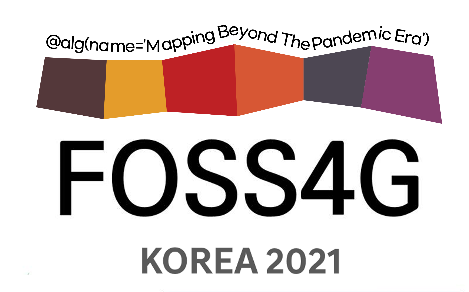 @alg(name='Mapping Beyond The Pandemic Era')
FOSS4G
KOREA 2021